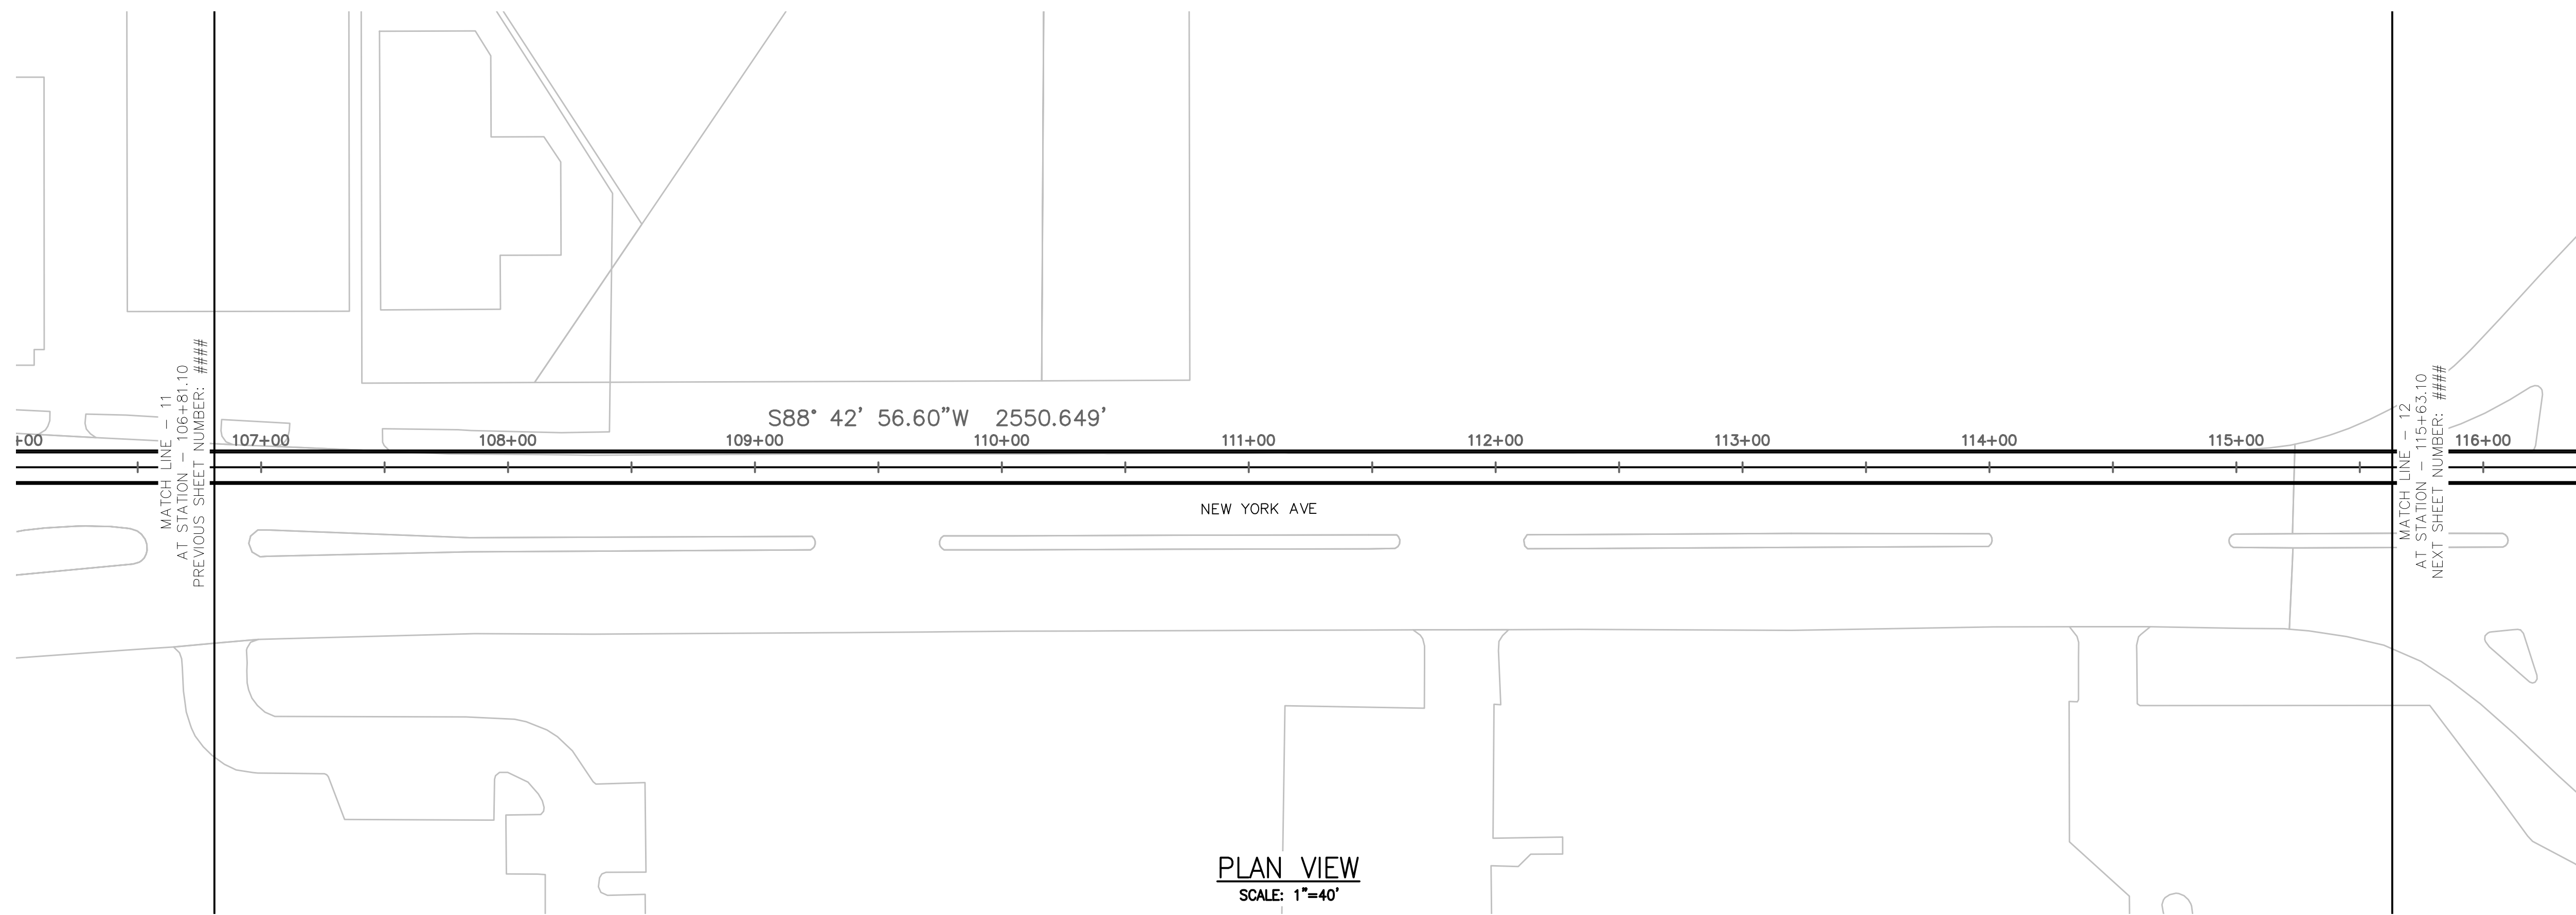 MATCH LINE - 11
AT STATION - 106+81.10
PREVIOUS SHEET NUMBER: ####
S88° 42' 56.60"W 2550.649'
+00 107+00 108+00 109+00 110+00 111+00 112+00 113+00 114+00 115+00 116+00
NEW YORK AVE
MATCH LINE - 12
AT STATION - 115+63.10
NEXT SHEET NUMBER: ####
PLAN VIEW
SCALE: 1"=40'